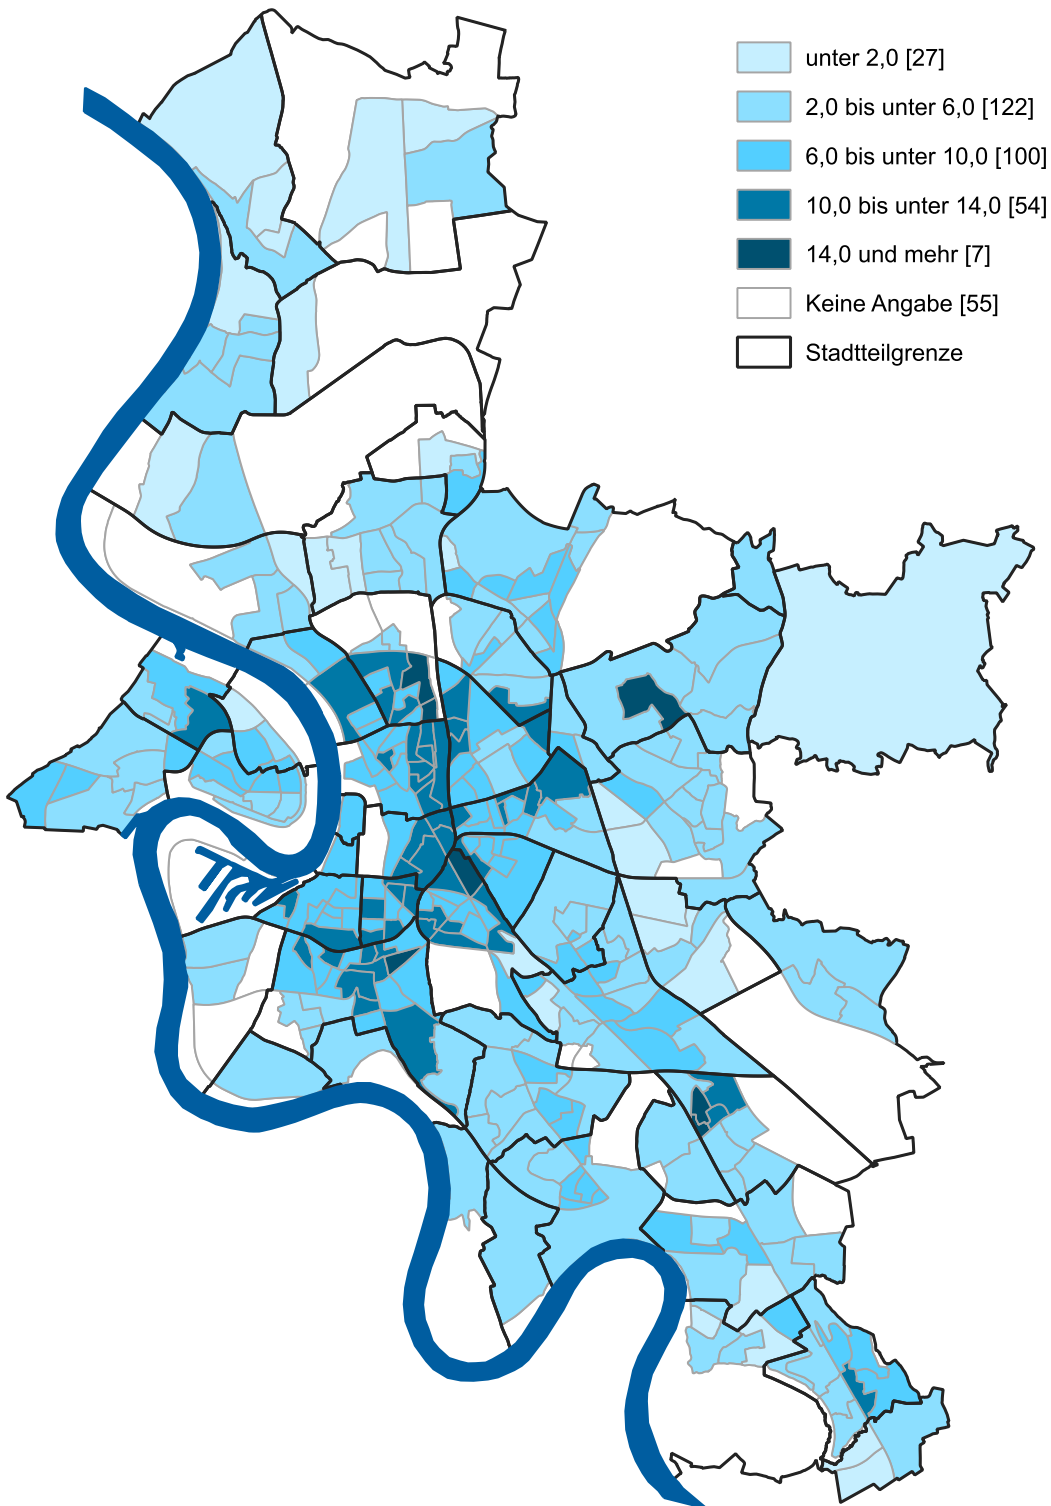 unter 2,0 [27]
2,0 bis unter 6,0 [122]
6,0 bis unter 10,0 [100]
10,0 bis unter 14,0 [54]
14,0 und mehr [7]
Keine Angabe [55]
Stadtteilgrenze